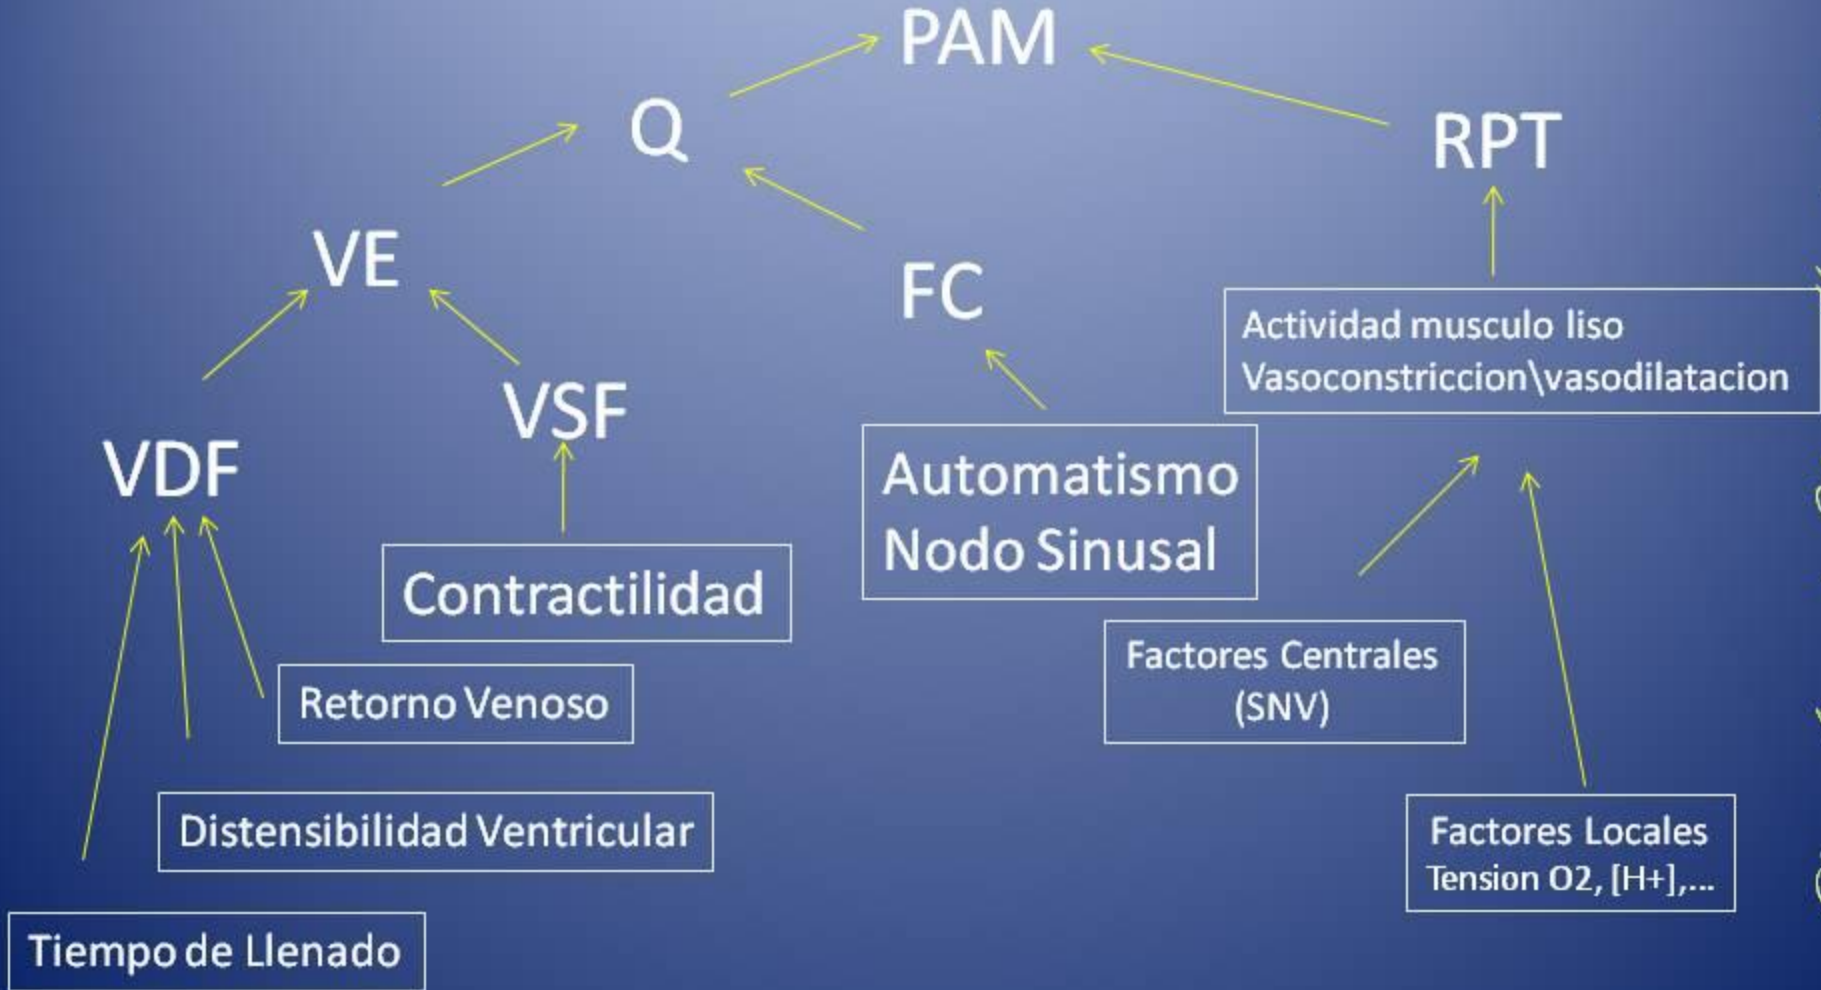 PAM
Q
RPT
VE
FC
Actividad musculo liso
Vasoconstriccion\vasodilatacion
VSF
VDF
Automatismo
Nodo Sinusal
Contractilidad
Factores Centrales
(SNV)
Retorno Venoso
Distensibilidad Ventricular
Factores Locales
Tension O2, [H+],...
Tiempo de Llenado